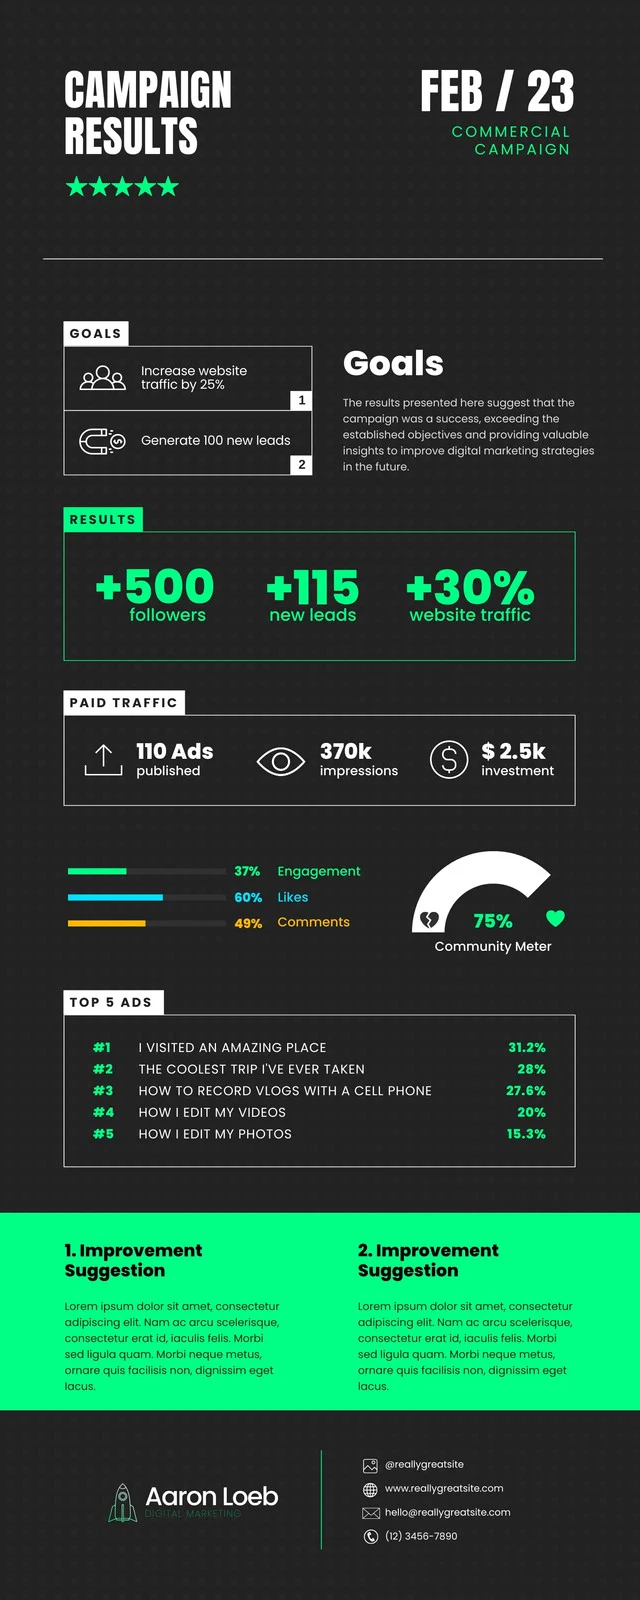 CAMPAIGN
RESULTS
FEB / 23
COMMERCIAL
CAMPAIGN
GOALS
Increase website
traffic by 25%
1
Generate 100 new leads
2
Goals
The results presented here suggest that the
campaign was a success, exceeding the
established objectives and providing valuable
insights to improve digital marketing strategies
in the future.
RESULTS
+500
followers
+115
new leads
+30%
website traffic
PAID TRAFFIC
110 Ads
published
370k
impressions
$ 2.5k
investment
37% Engagement
60% Likes
49% Comments
75%
Community Meter
TOP 5 ADS
#1 I VISITED AN AMAZING PLACE 31.2%
#2 THE COOLEST TRIP I'VE EVER TAKEN 28%
#3 HOW TO RECORD VLOGS WITH A CELL PHONE 27.6%
#4 HOW I EDIT MY VIDEOS 20%
#5 HOW I EDIT MY PHOTOS 15.3%
1. Improvement
Suggestion
Lorem ipsum dolor sit amet, consectetur
adipiscing elit. Nam ac arcu scelerisque,
consectetur erat id, iaculis felis. Morbi
sed ligula quam. Morbi neque metus,
ornare quis facilisis non, dignissim eget
lacus.
2. Improvement
Suggestion
Lorem ipsum dolor sit amet, consectetur
adipiscing elit. Nam ac arcu scelerisque,
consectetur erat id, iaculis felis. Morbi
sed ligula quam. Morbi neque metus,
ornare quis facilisis non, dignissim eget
lacus.
Aaron Loeb
DIGITAL MARKETING
@reallygreatsite
www.reallygreatsite.com
hello@reallygreatsite.com
(12) 3456-7890